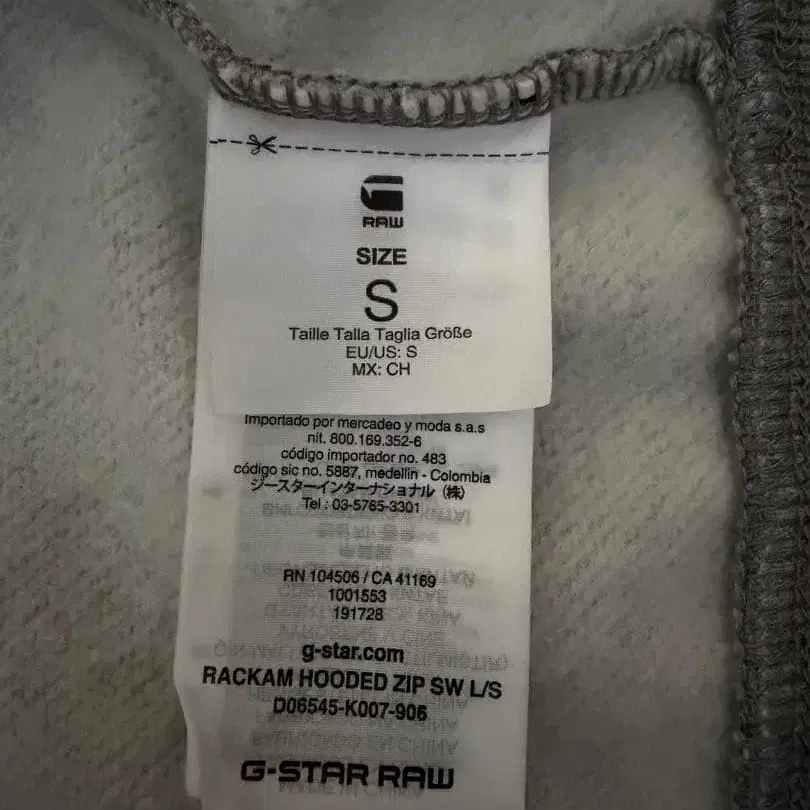 RAW
SIZE
S
Taille Talla Taglia Größe
EU/US: S
MX: CH
Importado por mercadeo y moda s.a.s
nit. 800.169.352-6
código importador no. 483
código sic no. 5887, medellin - Colombia
ジースターインターナショナル (株)
Tel : 03-5765-3301
RN 104506 / CA 41169
1001553
191728
g-star.com
RACKAM HOODED ZIP SW L/S
D06545-K007-906
G-STAR RAW